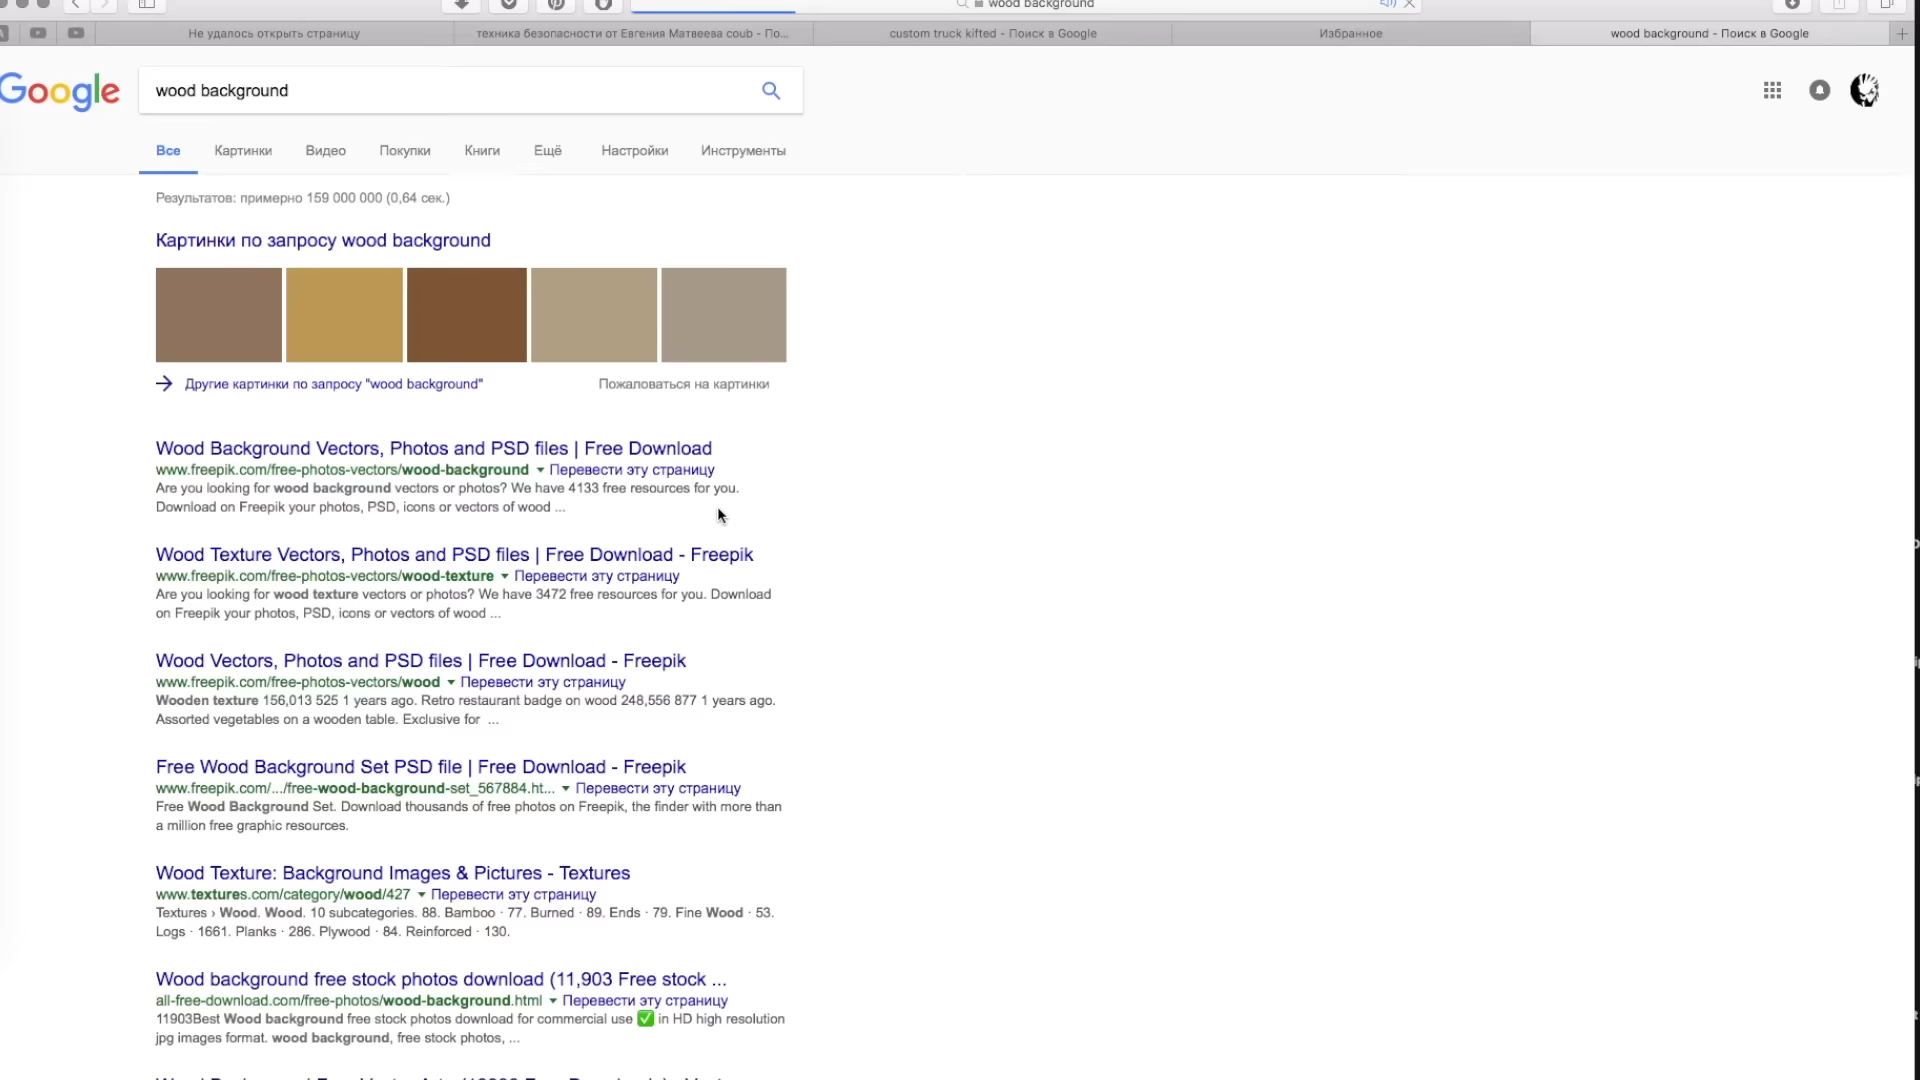 wood background
Не удалось открыть страницу
техника безопасности от Евгения Матвеева coub - По...
custom truck kifted - Поиск в Google
Избранное
wood background - Поиск в Google
Google
wood background
Все
Картинки
Видео
Покупки
Книги
Ещё
Настройки
Инструменты
Результатов: примерно 159 000 000 (0,64 сек.)
Картинки по запросу wood background
Другие картинки по запросу "wood background"
Пожаловаться на картинки
Wood Background Vectors, Photos and PSD files | Free Download
www.freepik.com/free-photos-vectors/wood-background ▼ Перевести эту страницу
Are you looking for wood background vectors or photos? We have 4133 free resources for you.
Download on Freepik your photos, PSD, icons or vectors of wood ...
Wood Texture Vectors, Photos and PSD files | Free Download - Freepik
www.freepik.com/free-photos-vectors/wood-texture ▼ Перевести эту страницу
Are you looking for wood texture vectors or photos? We have 3472 free resources for you. Download
on Freepik your photos, PSD, icons or vectors of wood ...
Wood Vectors, Photos and PSD files | Free Download - Freepik
www.freepik.com/free-photos-vectors/wood ▼ Перевести эту страницу
Wooden texture 156,013 525 1 years ago. Retro restaurant badge on wood 248,556 877 1 years ago.
Assorted vegetables on a wooden table. Exclusive for ...
Free Wood Background Set PSD file | Free Download - Freepik
www.freepik.com/.../free-wood-background-set_567884.ht... ▼ Перевести эту страницу
Free Wood Background Set. Download thousands of free photos on Freepik, the finder with more than
a million free graphic resources.
Wood Texture: Background Images & Pictures - Textures
www.textures.com/category/wood/427 ▼ Перевести эту страницу
Textures › Wood. Wood. 10 subcategories. 88. Bamboo · 77. Burned · 89. Ends · 79. Fine Wood · 53.
Logs · 1661. Planks · 286. Plywood · 84. Reinforced · 130.
Wood background free stock photos download (11,903 Free stock ...
all-free-download.com/free-photos/wood-background.html ▼ Перевести эту страницу
11903Best Wood background free stock photos download for commercial use ✅ in HD high resolution
jpg images format. wood background, free stock photos, ...